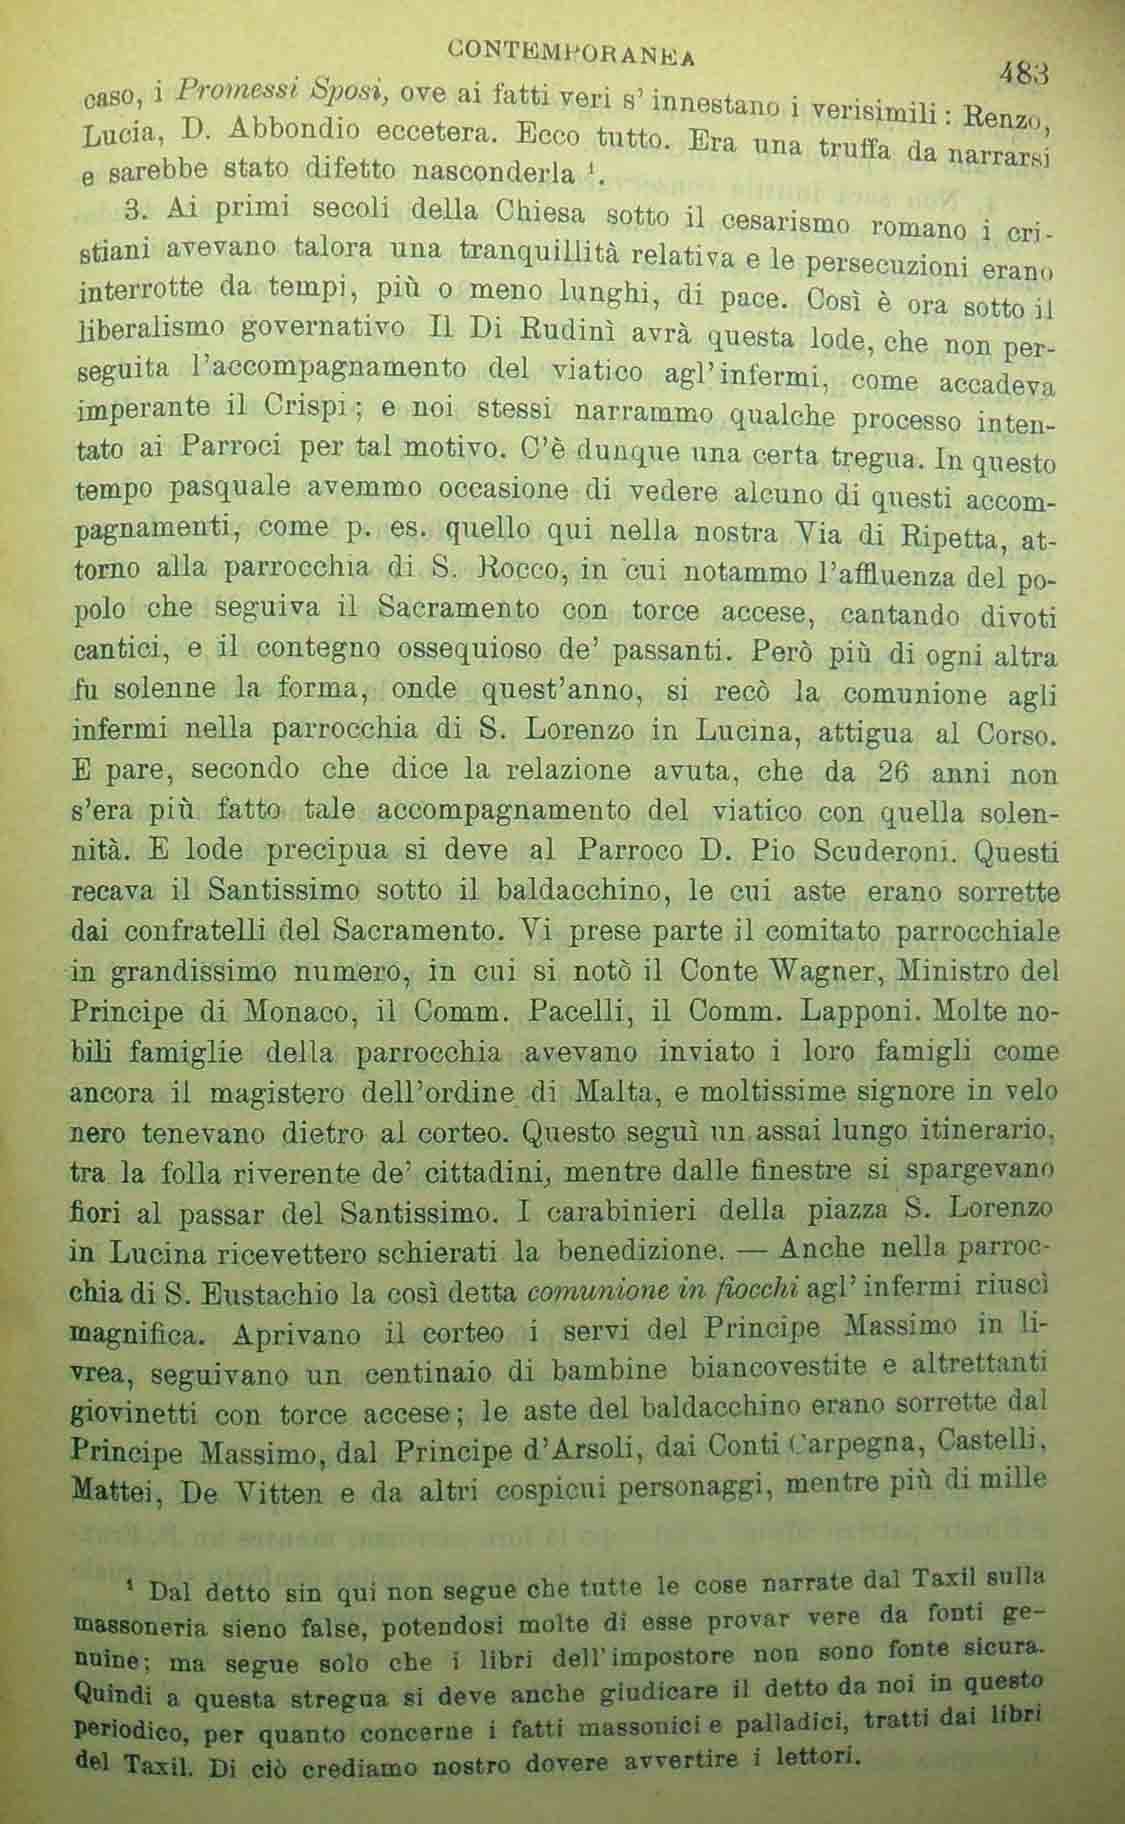 CONTEMPORANEA
483
caso, i Promessi Sposi, ove ai fatti veri s' innestano i verisimili: Renzo,
Lucia, D. Abbondio eccetera. Ecco tutto. Era una truffa da narrarsi
e sarebbe stato difetto nasconderla ¹.
3. Ai primi secoli della Chiesa sotto il cesarismo romano i cri-
stiani avevano talora una tranquillità relativa e le persecuzioni erano
interrotte da tempi, più o meno lunghi, di pace. Così è ora sotto il
liberalismo governativo Il Di Rudinì avrà questa lode, che non per-
seguita l'accompagnamento del viatico agl'infermi, come accadeva
imperante il Crispi; e noi stessi narrammo qualche processo inten-
tato ai Parroci per tal motivo. C'è dunque una certa tregua. In questo
tempo pasquale avemmo occasione di vedere alcuno di questi accom-
pagnamenti, come p. es. quello qui nella nostra Via di Ripetta, at-
torno alla parrocchia di S. Rocco, in cui notammo l'affluenza del po-
polo che seguiva il Sacramento con torce accese, cantando divoti
cantici, e il contegno ossequioso de' passanti. Però più di ogni altra
fu solenne la forma, onde quest'anno, si recò la comunione agli
infermi nella parrocchia di S. Lorenzo in Lucina, attigua al Corso.
E pare, secondo che dice la relazione avuta, che da 26 anni non
s'era più fatto tale accompagnamento del viatico con quella solen-
nità. E lode precipua si deve al Parroco D. Pio Scuderoni. Questi
recava il Santissimo sotto il baldacchino, le cui aste erano sorrette
dai confratelli del Sacramento. Vi prese parte il comitato parrocchiale
in grandissimo numero, in cui si notò il Conte Wagner, Ministro del
Principe di Monaco, il Comm. Pacelli, il Comm. Lapponi. Molte no-
bili famiglie della parrocchia avevano inviato i loro famigli come
ancora il magistero dell'ordine di Malta, e moltissime signore in velo
nero tenevano dietro al corteo. Questo seguì un assai lungo itinerario,
tra la folla riverente de' cittadini, mentre dalle finestre si spargevano
fiori al passar del Santissimo. I carabinieri della piazza S. Lorenzo
in Lucina ricevettero schierati la benedizione. — Anche nella parroc-
chia di S. Eustachio la così detta comunione in fiocchi agl' infermi riuscì
magnifica. Aprivano il corteo i servi del Principe Massimo in li-
vrea, seguivano un centinaio di bambine biancovestite e altrettanti
giovinetti con torce accese; le aste del baldacchino erano sorrette dal
Principe Massimo, dal Principe d'Arsoli, dai Conti Carpegna, Castelli,
Mattei, De Vitten e da altri cospicui personaggi, mentre più di mille
¹ Dal detto sin qui non segue che tutte le cose narrate dal Taxil sulla
massoneria sieno false, potendosi molte di esse provar vere da fonti ge-
nuine; ma segue solo che i libri dell'impostore non sono fonte sicura.
Quindi a questa stregua si deve anche giudicare il detto da noi in questo
periodico, per quanto concerne i fatti massonici e palladici, tratti dai libri
del Taxil. Di ciò crediamo nostro dovere avvertire i lettori.